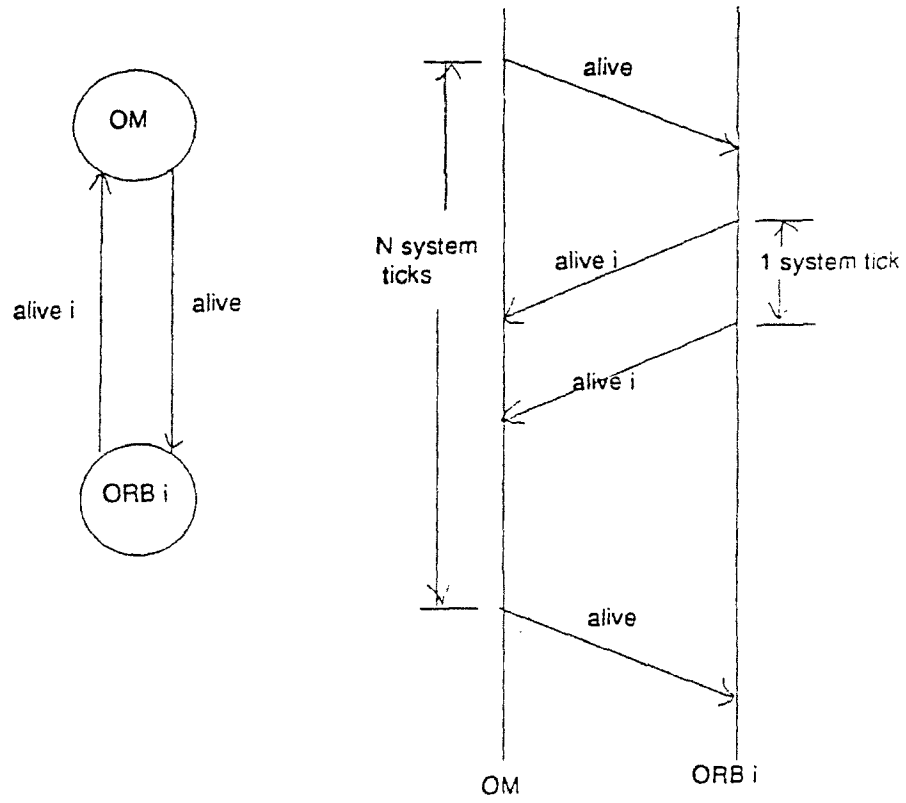 OM
alive i
alive
ORB i
alive
N system
ticks
alive i
1 system tick
alive i
alive
OM
ORB i